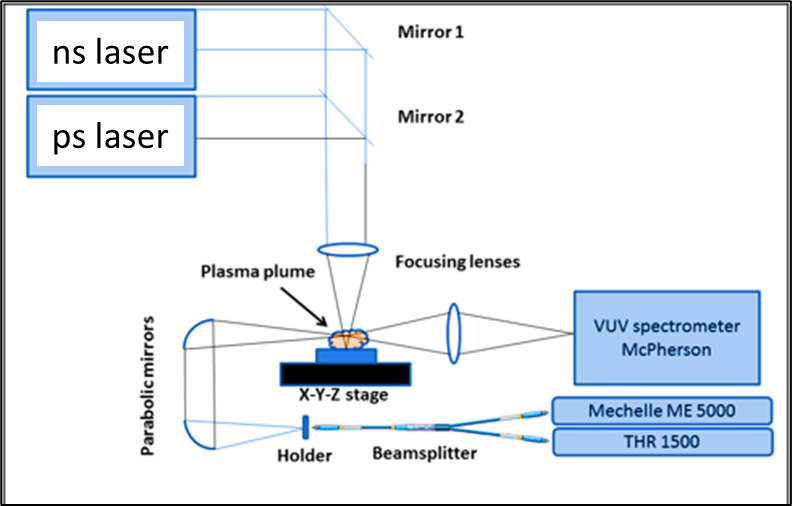 ns laser
Mirror 1
ps laser
Mirror 2
Plasma plume
Focusing lenses
Parabolic mirrors
VUV spectrometer
McPherson
X-Y-Z stage
Mechelle ME 5000
THR 1500
Holder
Beamsplitter